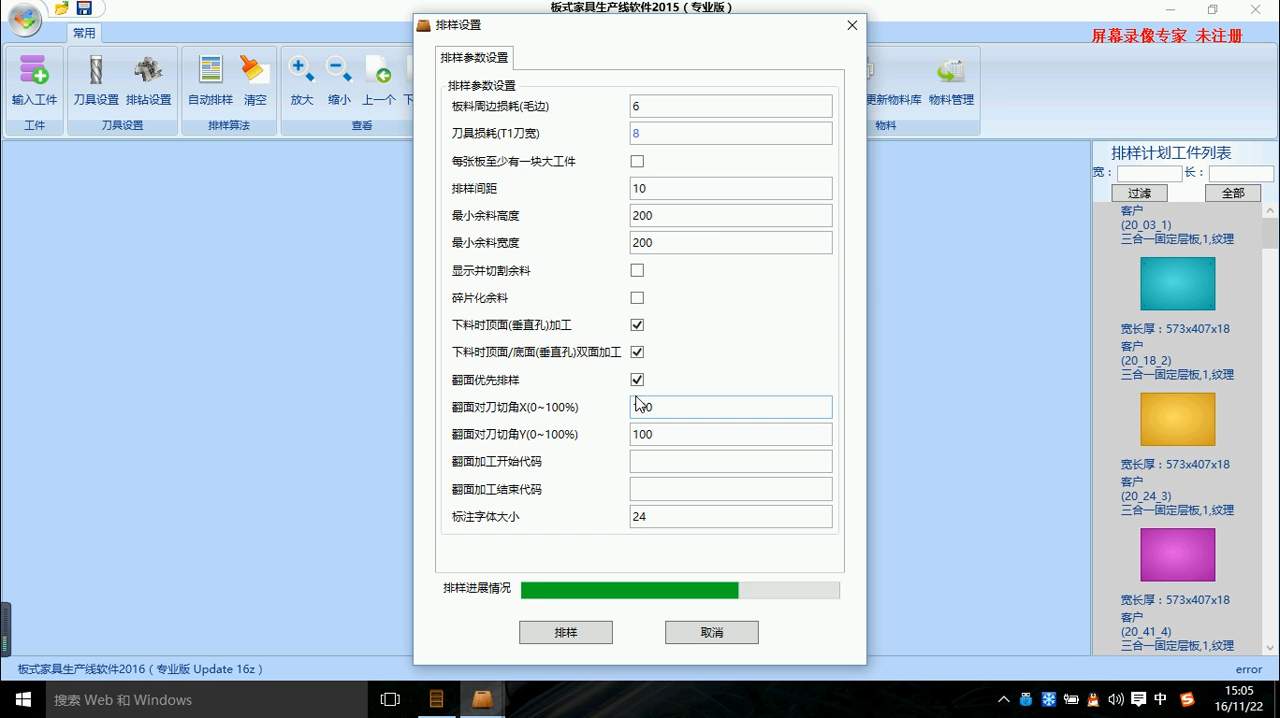 板式家具生产线软件2015（专业版）
屏幕录像专家 未注册
常用
输入工件
刀具设置
排钻设置
自动排样
清空
放大
缩小
上一个
下
更新物料库
物料管理
工件
刀具设置
排样算法
查看
物料
排样设置
排样参数设置
排样参数设置
板料周边损耗(毛边) 6
刀具损耗(T1刀宽) 8
每张板至少有一块大工件
排样间距 10
最小余料高度 200
最小余料宽度 200
显示并切割余料
碎片化余料
下料时顶面(垂直孔)加工
下料时顶面/底面(垂直孔)双面加工
翻面优先排样
翻面对刀切角X(0~100%)
翻面对刀切角Y(0~100%) 100
翻面加工开始代码
翻面加工结束代码
标注字体大小 24
排样进展情况
排样
取消
排样计划工件列表
宽： 长：
过滤
全部
客户
(20_03_1)
三合一固定层板,1,纹理
宽长厚：573x407x18
客户
(20_18_2)
三合一固定层板,1,纹理
宽长厚：573x407x18
客户
(20_24_3)
三合一固定层板,1,纹理
宽长厚：573x407x18
客户
(20_41_4)
三合一固定层板,1,纹理
板式家具生产线软件2016（专业版 Update 16z）
error
搜索 Web 和 Windows
中
15:05
16/11/22